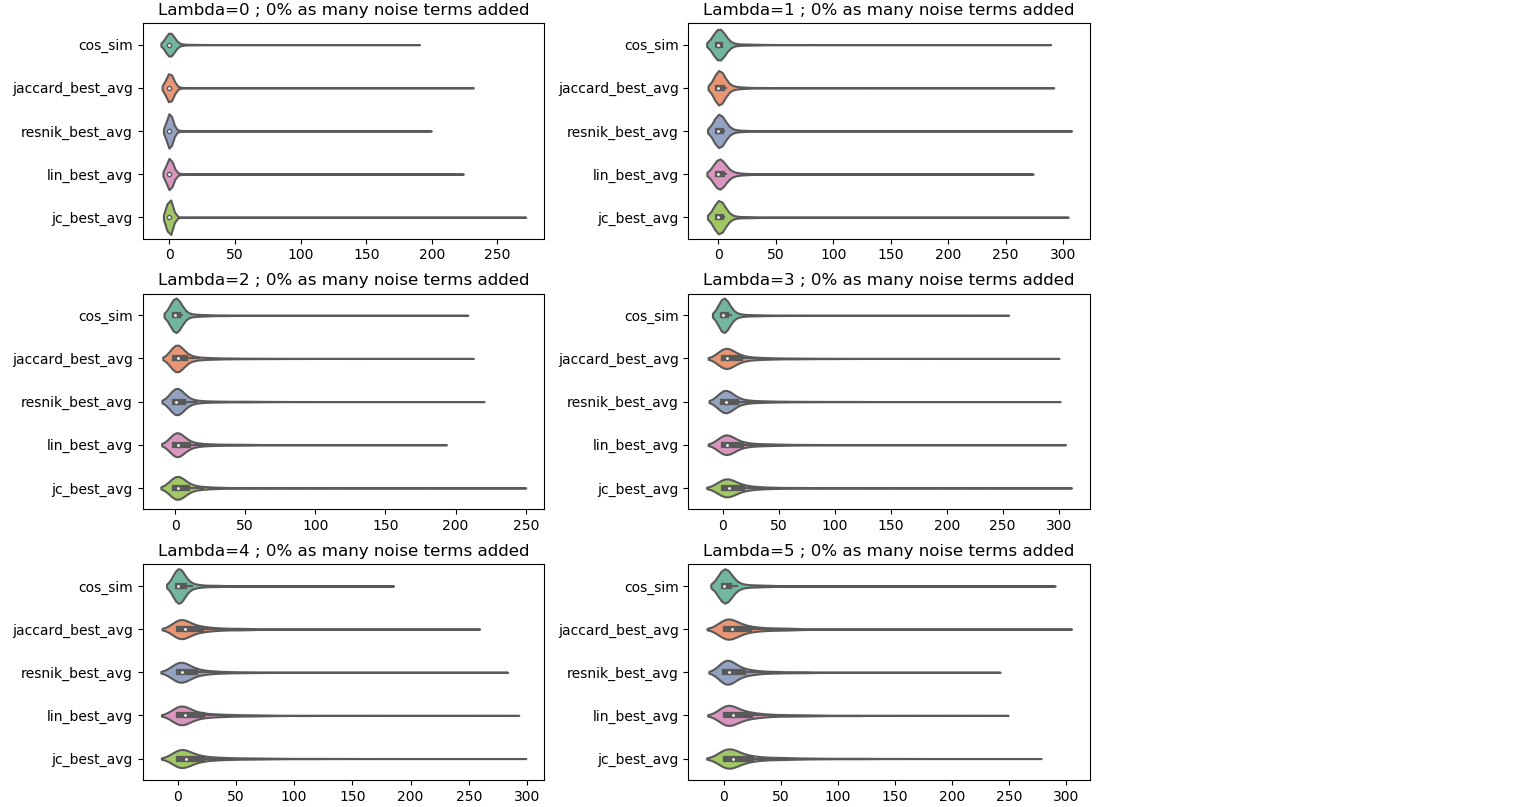 Lambda=0 ; 0% as many noise terms added
cos_sim
jaccard_best_avg
resnik_best_avg
lin_best_avg
jc_best_avg
0 50 100 150 200 250
Lambda=1 ; 0% as many noise terms added
cos_sim
jaccard_best_avg
resnik_best_avg
lin_best_avg
jc_best_avg
0 50 100 150 200 250 300
Lambda=2 ; 0% as many noise terms added
cos_sim
jaccard_best_avg
resnik_best_avg
lin_best_avg
jc_best_avg
0 50 100 150 200 250
Lambda=3 ; 0% as many noise terms added
cos_sim
jaccard_best_avg
resnik_best_avg
lin_best_avg
jc_best_avg
0 50 100 150 200 250 300
Lambda=4 ; 0% as many noise terms added
cos_sim
jaccard_best_avg
resnik_best_avg
lin_best_avg
jc_best_avg
0 50 100 150 200 250 300
Lambda=5 ; 0% as many noise terms added
cos_sim
jaccard_best_avg
resnik_best_avg
lin_best_avg
jc_best_avg
0 50 100 150 200 250 300